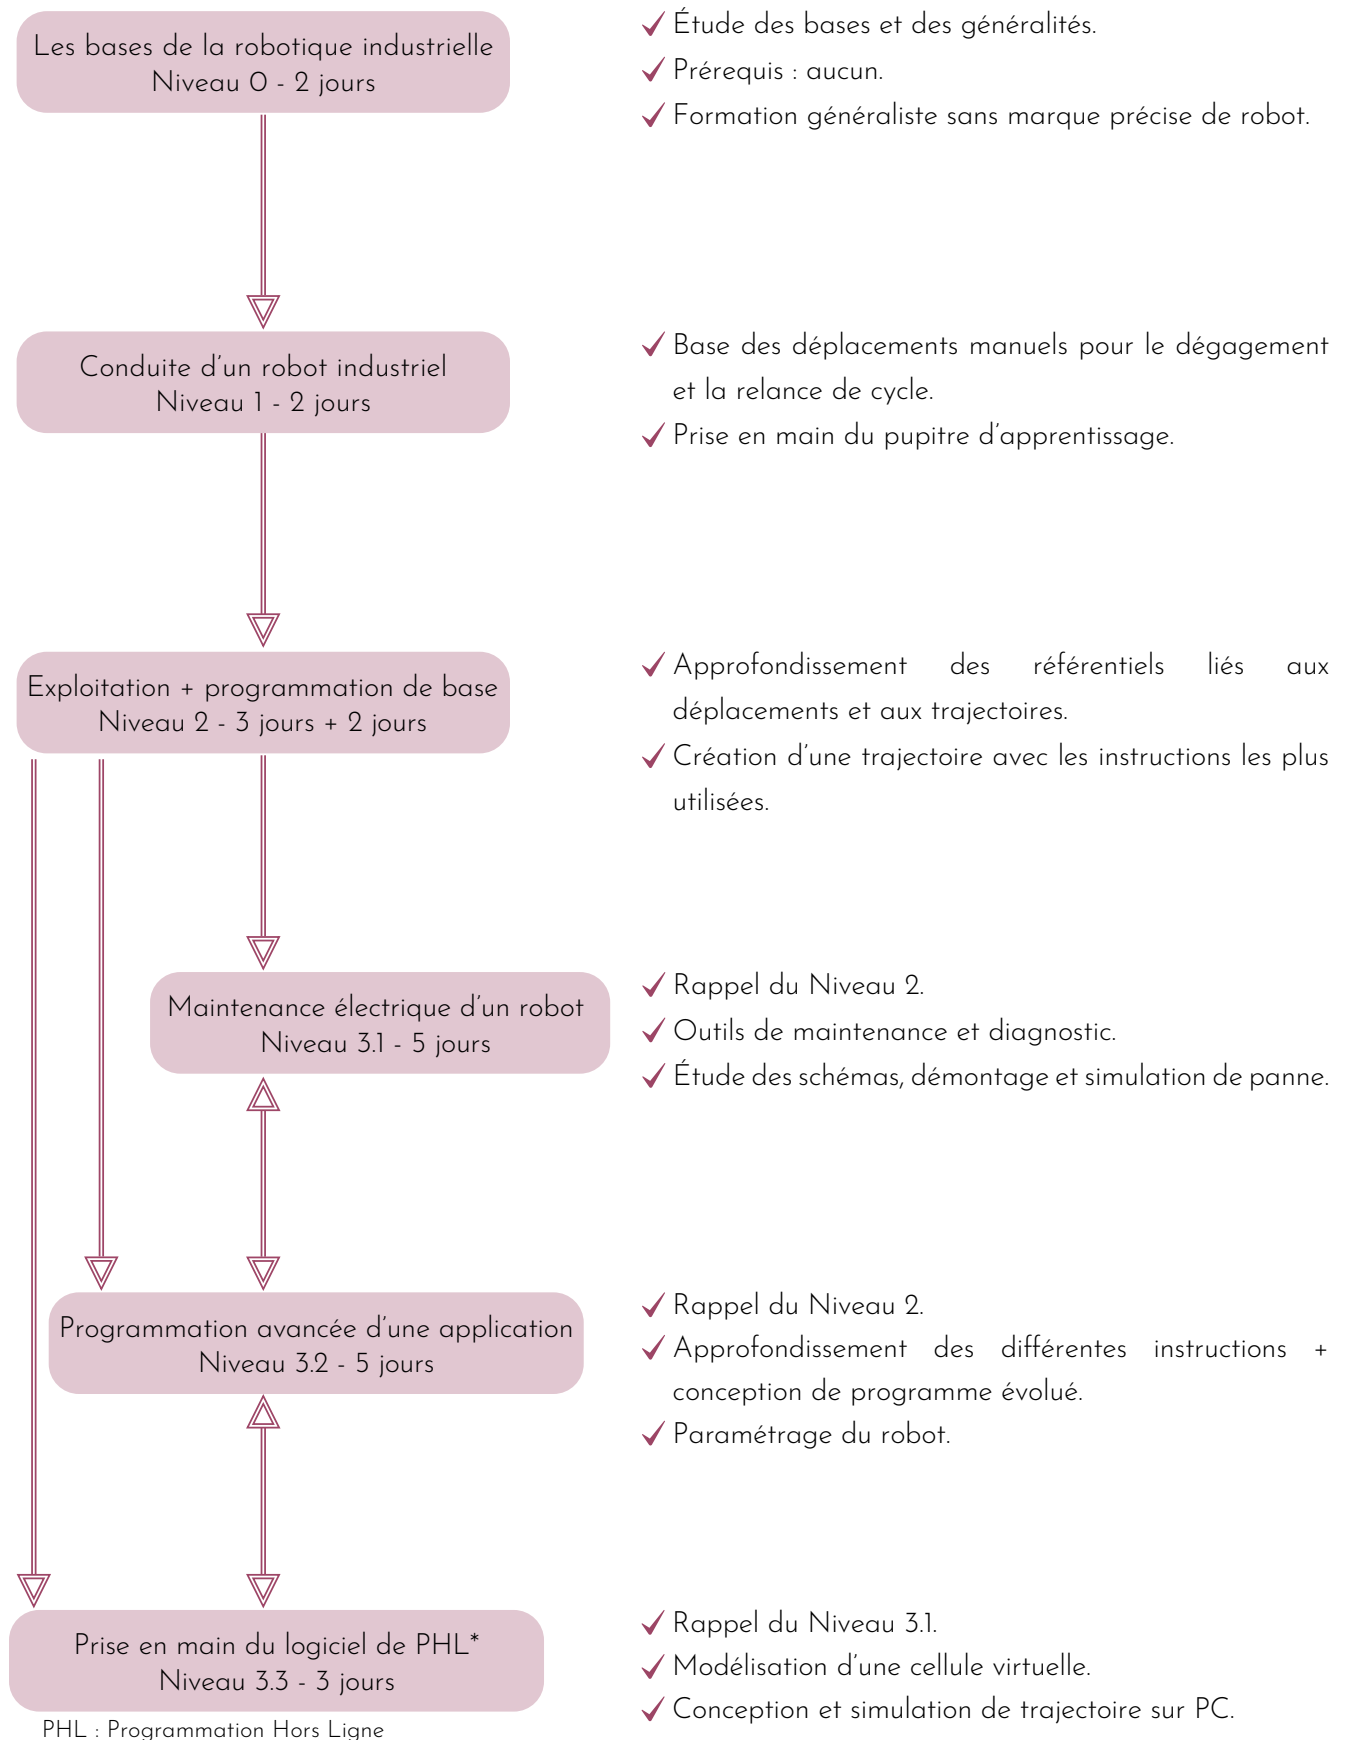 Les bases de la robotique industrielle
Niveau 0 - 2 jours
Étude des bases et des généralités.
Prérequis : aucun.
Formation généraliste sans marque précise de robot.
Conduite d'un robot industriel
Niveau 1 - 2 jours
Base des déplacements manuels pour le dégagement
et la relance de cycle.
Prise en main du pupitre d'apprentissage.
Exploitation + programmation de base
Niveau 2 - 3 jours + 2 jours
Approfondissement des référentiels liés aux
déplacements et aux trajectoires.
Création d'une trajectoire avec les instructions les plus
utilisées.
Maintenance électrique d'un robot
Niveau 3.1 - 5 jours
Rappel du Niveau 2.
Outils de maintenance et diagnostic.
Étude des schémas, démontage et simulation de panne.
Programmation avancée d'une application
Niveau 3.2 - 5 jours
Rappel du Niveau 2.
Approfondissement des différentes instructions +
conception de programme évolué.
Paramétrage du robot.
Prise en main du logiciel de PHL*
Niveau 3.3 - 3 jours
PHL : Programmation Hors Ligne
Rappel du Niveau 3.1.
Modélisation d'une cellule virtuelle.
Conception et simulation de trajectoire sur PC.